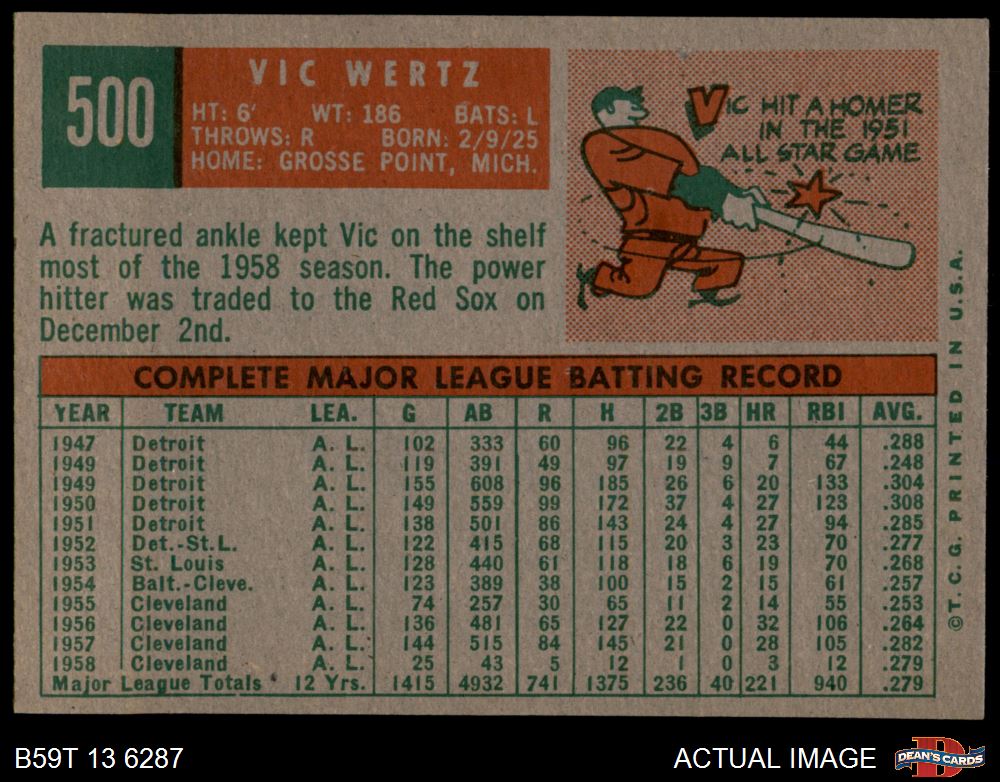 500
VIC WERTZ
HT: 6' WT: 186 BATS: L
THROWS: R BORN: 2/9/25
HOME: GROSSE POINT, MICH.
VIC HIT A HOMER
IN THE 1951
ALL STAR GAME
A fractured ankle kept Vic on the shelf
most of the 1958 season. The power
hitter was traded to the Red Sox on
December 2nd.
COMPLETE MAJOR LEAGUE BATTING RECORD
YEAR TEAM LEA. G AB R H 2B 3B HR RBI AVG.
1947 Detroit A. L. 102 333 60 96 22 4 6 44 .288
1949 Detroit A. L. 119 391 49 97 19 9 7 67 .248
1949 Detroit A. L. 155 608 96 185 26 6 20 133 .304
1950 Detroit A. L. 149 559 99 172 37 4 27 123 .308
1951 Detroit A. L. 138 501 86 143 24 4 27 94 .285
1952 Det.-St.L. A. L. 122 415 68 115 20 3 23 70 .277
1953 St. Louis A. L. 128 440 61 118 18 6 19 70 .268
1954 Balt.-Cleve. A. L. 123 389 38 100 15 2 15 61 .257
1955 Cleveland A. L. 74 257 30 65 11 2 14 55 .253
1956 Cleveland A. L. 136 481 65 127 22 0 32 106 .264
1957 Cleveland A. L. 144 515 84 145 21 0 28 105 .282
1958 Cleveland A. L. 25 43 5 12 1 0 3 12 .279
Major League Totals 12 Yrs. 1415 4932 741 1375 236 40 221 940 .279
©T. C. G. PRINTED IN U.S.A.
B59T 13 6287
ACTUAL IMAGE
D
DEAN'S CARDS